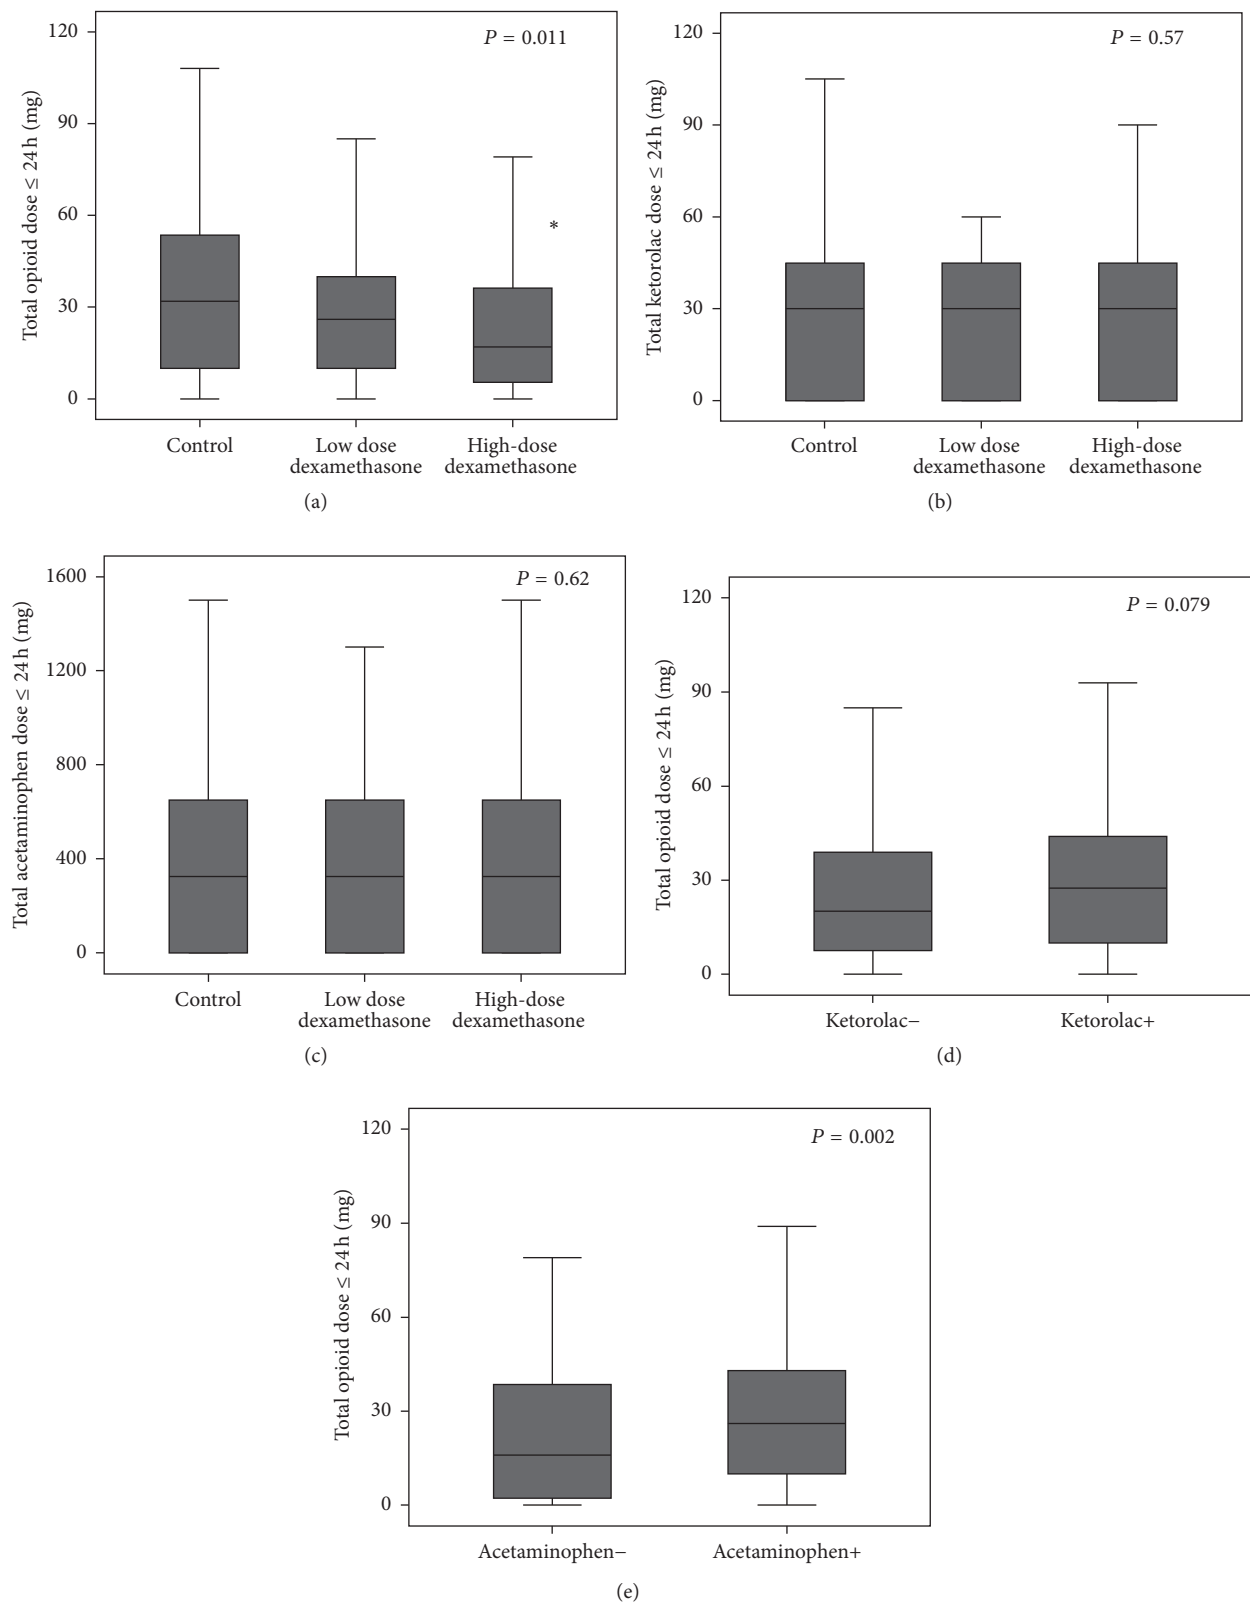 120
90
60
30
0
Total opioid dose ≤ 24 h (mg)
P = 0.011
*
Control
Low dose
dexamethasone
High-dose
dexamethasone
(a)
120
90
60
30
0
Total ketorolac dose ≤ 24 h (mg)
P = 0.57
Control
Low dose
dexamethasone
High-dose
dexamethasone
(b)
1600
1200
800
400
0
Total acetaminophen dose ≤ 24 h (mg)
P = 0.62
Control
Low dose
dexamethasone
High-dose
dexamethasone
(c)
120
90
60
30
0
Total opioid dose ≤ 24 h (mg)
P = 0.079
Ketorolac−
Ketorolac+
(d)
120
90
60
30
0
Total opioid dose ≤ 24 h (mg)
P = 0.002
Acetaminophen−
Acetaminophen+
(e)